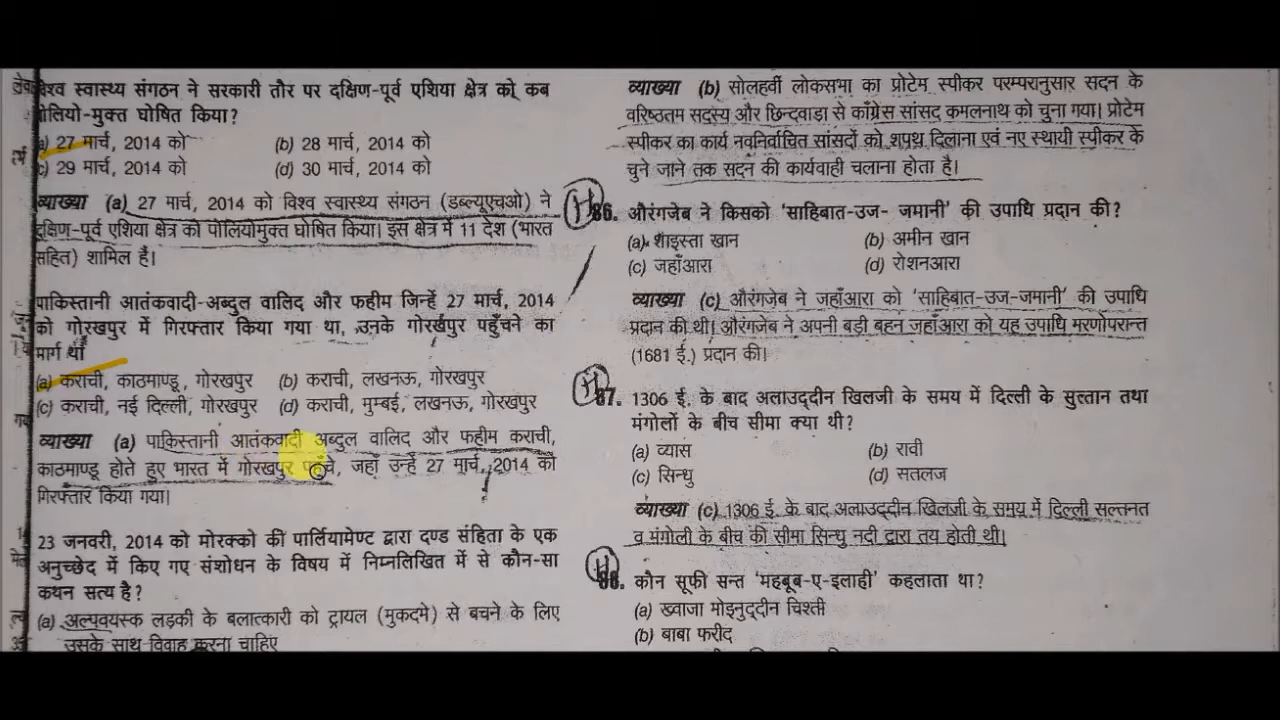 विश्व स्वास्थ्य संगठन ने सरकारी तौर पर दक्षिण-पूर्व एशिया क्षेत्र को कब
पोलियो-मुक्त घोषित किया?
(a) 27 मार्च, 2014 को (b) 28 मार्च, 2014 को
(c) 29 मार्च, 2014 को (d) 30 मार्च, 2014 को
व्याख्या (a) 27 मार्च, 2014 को विश्व स्वास्थ्य संगठन (डब्ल्यूएचओ) ने
दक्षिण-पूर्व एशिया क्षेत्र को पोलियोमुक्त घोषित किया। इस क्षेत्र में 11 देश (भारत
सहित) शामिल हैं।
पाकिस्तानी आतंकवादी-अब्दुल वालिद और फहीम जिन्हें 27 मार्च, 2014
को गोरखपुर में गिरफ्तार किया गया था, उनके गोरखपुर पहुँचने का
मार्ग था
(a) कराची, काठमाण्डू, गोरखपुर (b) कराची, लखनऊ, गोरखपुर
(c) कराची, नई दिल्ली, गोरखपुर (d) कराची, मुम्बई, लखनऊ, गोरखपुर
व्याख्या (a) पाकिस्तानी आतंकवादी अब्दुल वालिद और फहीम कराची,
काठमाण्डू होते हुए भारत में गोरखपुर पहुँचे, जहाँ उन्हें 27 मार्च, 2014 को
गिरफ्तार किया गया।
23 जनवरी, 2014 को मोरक्को की पार्लियामेण्ट द्वारा दण्ड संहिता के एक
अनुच्छेद में किए गए संशोधन के विषय में निम्नलिखित में से कौन-सा
कथन सत्य है?
(a) अल्पवयस्क लड़की के बलात्कारी को ट्रायल (मुकदमे) से बचने के लिए
उसके साथ विवाह करना चाहिए
व्याख्या (b) सोलहवीं लोकसभा का प्रोटेम स्पीकर परम्परानुसार सदन के
वरिष्ठतम सदस्य और छिन्दवाड़ा से काँग्रेस सांसद कमलनाथ को चुना गया। प्रोटेम
स्पीकर का कार्य नवनिर्वाचित सांसदों को शपथ दिलाना एवं नए स्थायी स्पीकर के
चुने जाने तक सदन की कार्यवाही चलाना होता है।
H 86. औरंगजेब ने किसको 'साहिबात-उज- जमानी' की उपाधि प्रदान की?
(a) शाइस्ता खान (b) अमीन खान
(c) जहाँआरा (d) रोशनआरा
व्याख्या (c) औरंगजेब ने जहाँआरा को 'साहिबात-उज-जमानी' की उपाधि
प्रदान की थी। औरंगजेब ने अपनी बड़ी बहन जहाँआरा को यह उपाधि मरणोपरान्त
(1681 ई.) प्रदान की।
H 87. 1306 ई. के बाद अलाउद्दीन खिलजी के समय में दिल्ली के सुल्तान तथा
मंगोलों के बीच सीमा क्या थी?
(a) व्यास (b) रावी
(c) सिन्धु (d) सतलज
व्याख्या (c) 1306 ई. के बाद अलाउद्दीन खिलजी के समय में दिल्ली सल्तनत
व मंगोली के बीच की सीमा सिन्धु नदी द्वारा तय होती थी।
H 88. कौन सूफी सन्त 'महबूब-ए-इलाही' कहलाता था?
(a) ख्वाजा मोइनुद्दीन चिश्ती
(b) बाबा फरीद